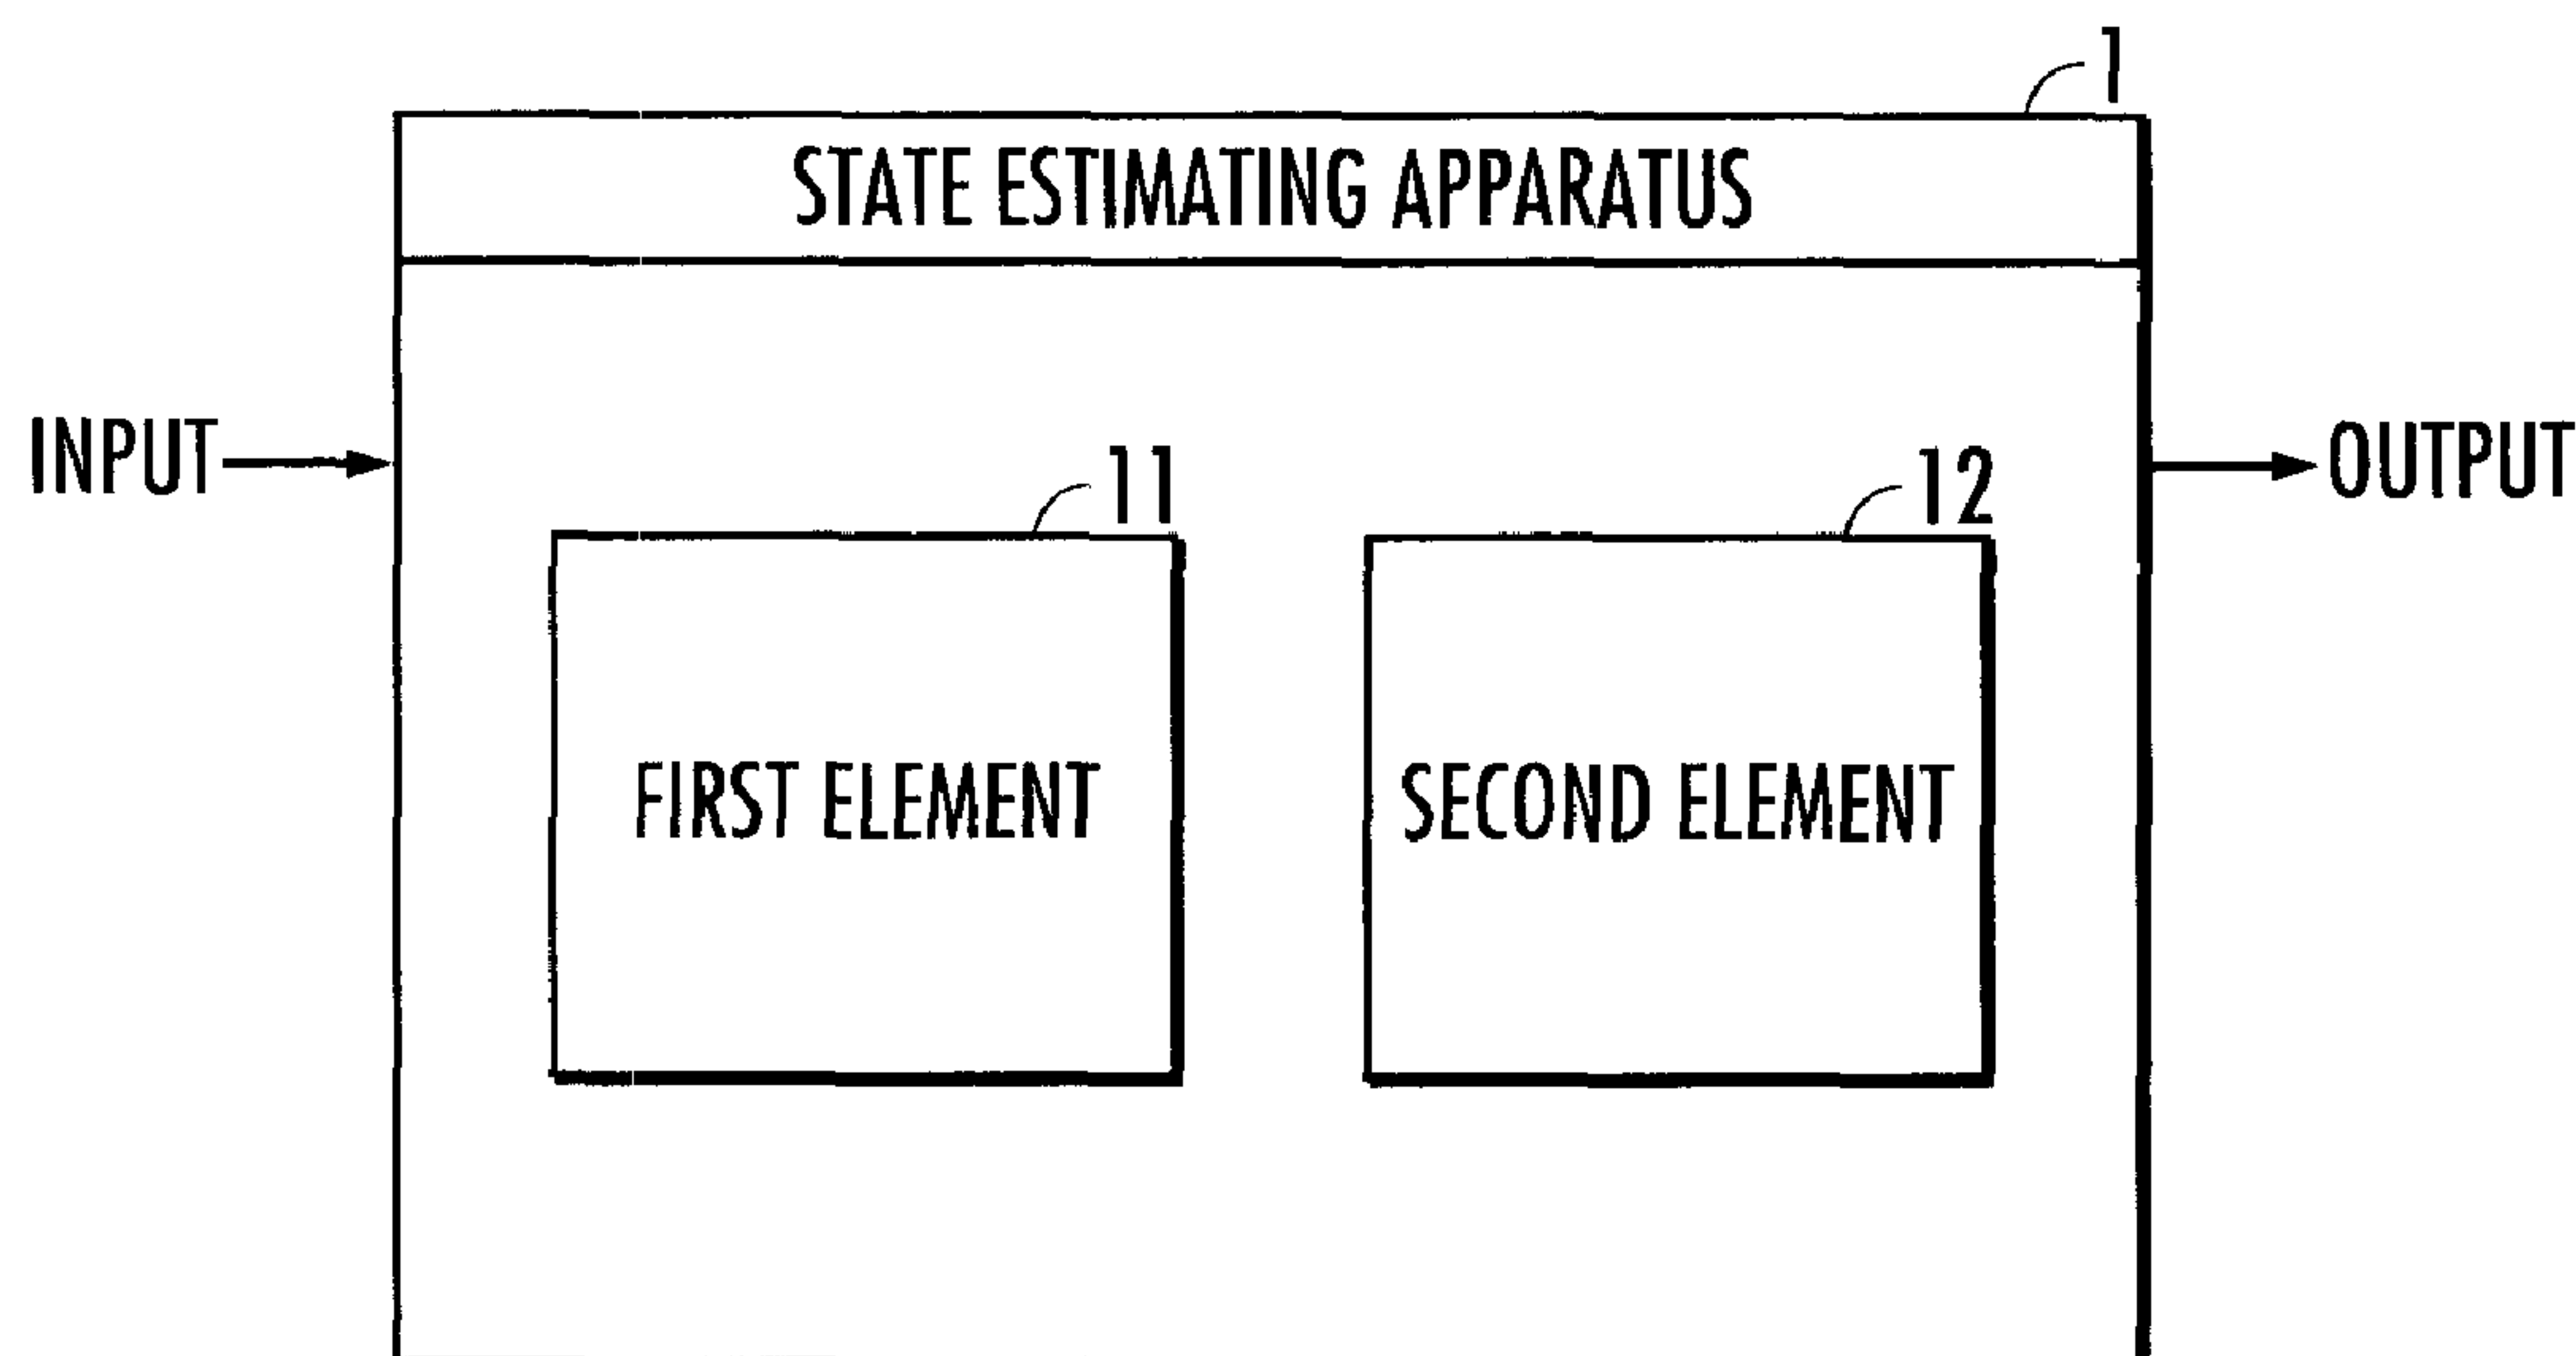 1
STATE ESTIMATING APPARATUS
INPUT
OUTPUT
11
12
FIRST ELEMENT
SECOND ELEMENT